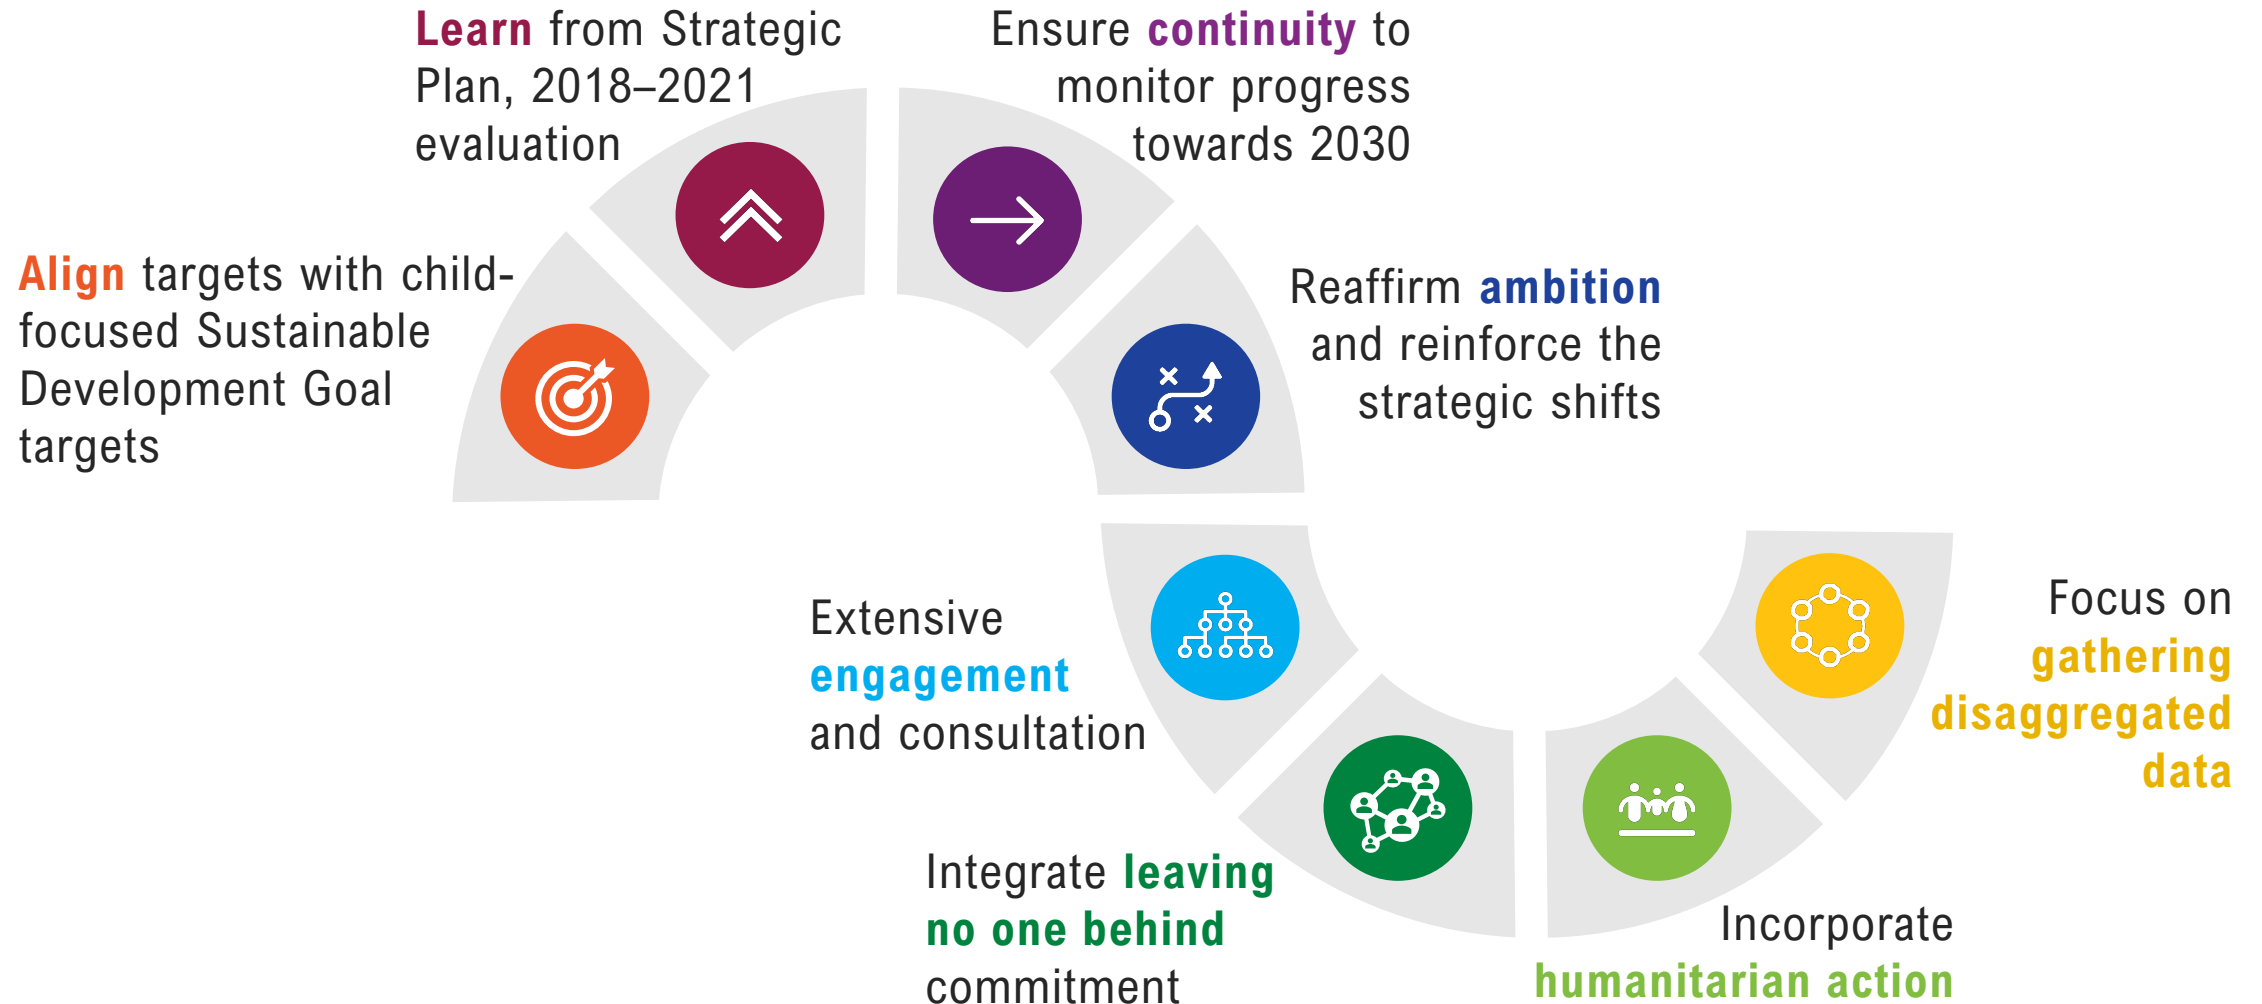 Align targets with child-
focused Sustainable
Development Goal
targets
Learn from Strategic
Plan, 2018–2021
evaluation
Ensure continuity to
monitor progress
towards 2030
Reaffirm ambition
and reinforce the
strategic shifts
Extensive
engagement
and consultation
Integrate leaving
no one behind
commitment
Incorporate
humanitarian action
Focus on
gathering
disaggregated
data